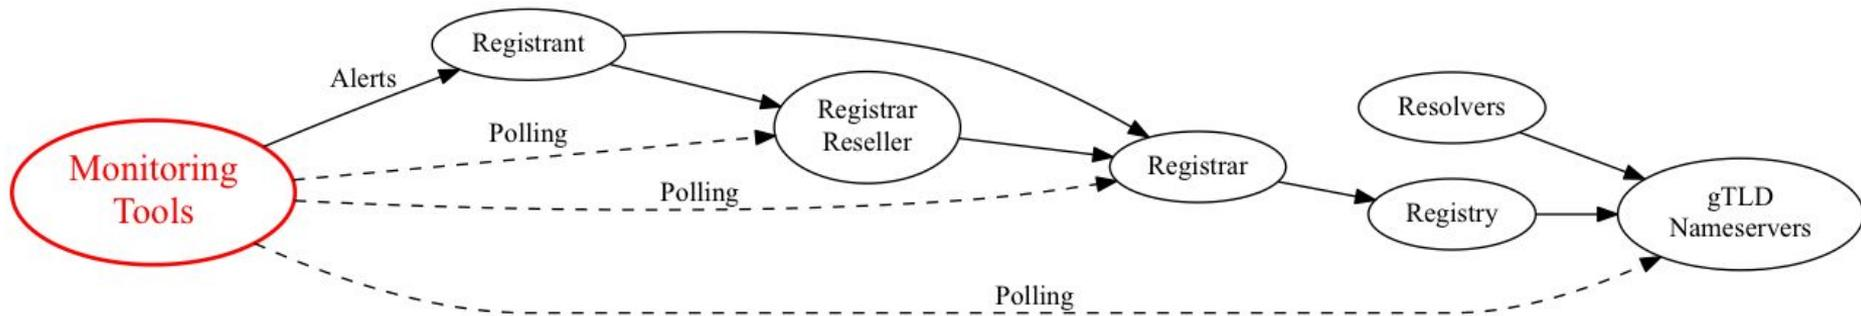 Registrant
Alerts
Registrar
Reseller
Resolvers
Polling
Monitoring
Tools
Registrar
Polling
Registry
gTLD
Nameservers
Polling